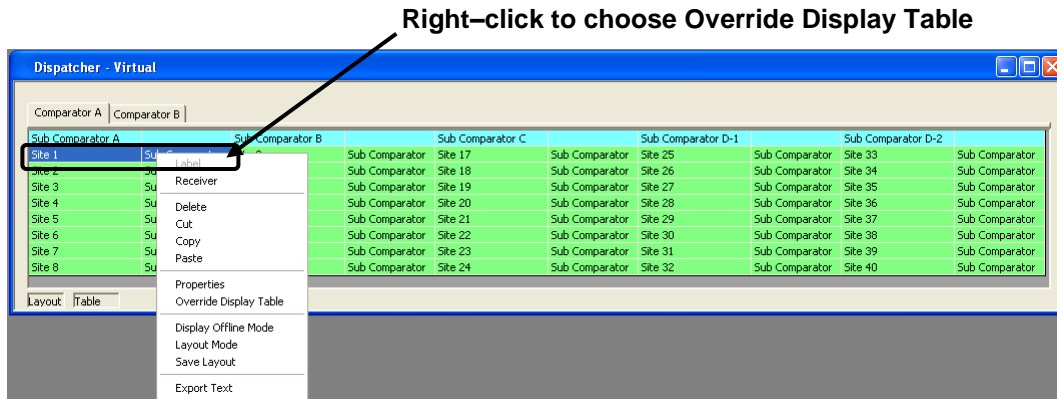 Right–click to choose Override Display Table
Dispatcher - Virtual
Comparator A Comparator B
Sub Comparator A Sub Comparator B Sub Comparator C Sub Comparator D-1 Sub Comparator D-2
Site 1 Sub Comparator Site 17 Sub Comparator Site 25 Sub Comparator Site 33 Sub Comparator
Site 2 Sub Comparator Site 18 Sub Comparator Site 26 Sub Comparator Site 34 Sub Comparator
Site 3 Su Sub Comparator Site 19 Sub Comparator Site 27 Sub Comparator Site 35 Sub Comparator
Site 4 Su Sub Comparator Site 20 Sub Comparator Site 28 Sub Comparator Site 36 Sub Comparator
Site 5 Su Sub Comparator Site 21 Sub Comparator Site 29 Sub Comparator Site 37 Sub Comparator
Site 6 Su Sub Comparator Site 22 Sub Comparator Site 30 Sub Comparator Site 38 Sub Comparator
Site 7 Su Sub Comparator Site 23 Sub Comparator Site 31 Sub Comparator Site 39 Sub Comparator
Site 8 Su Sub Comparator Site 24 Sub Comparator Site 32 Sub Comparator Site 40 Sub Comparator
Layout Table
Label
Receiver
Delete
Cut
Copy
Paste
Properties
Override Display Table
Display Offline Mode
Layout Mode
Save Layout
Export Text